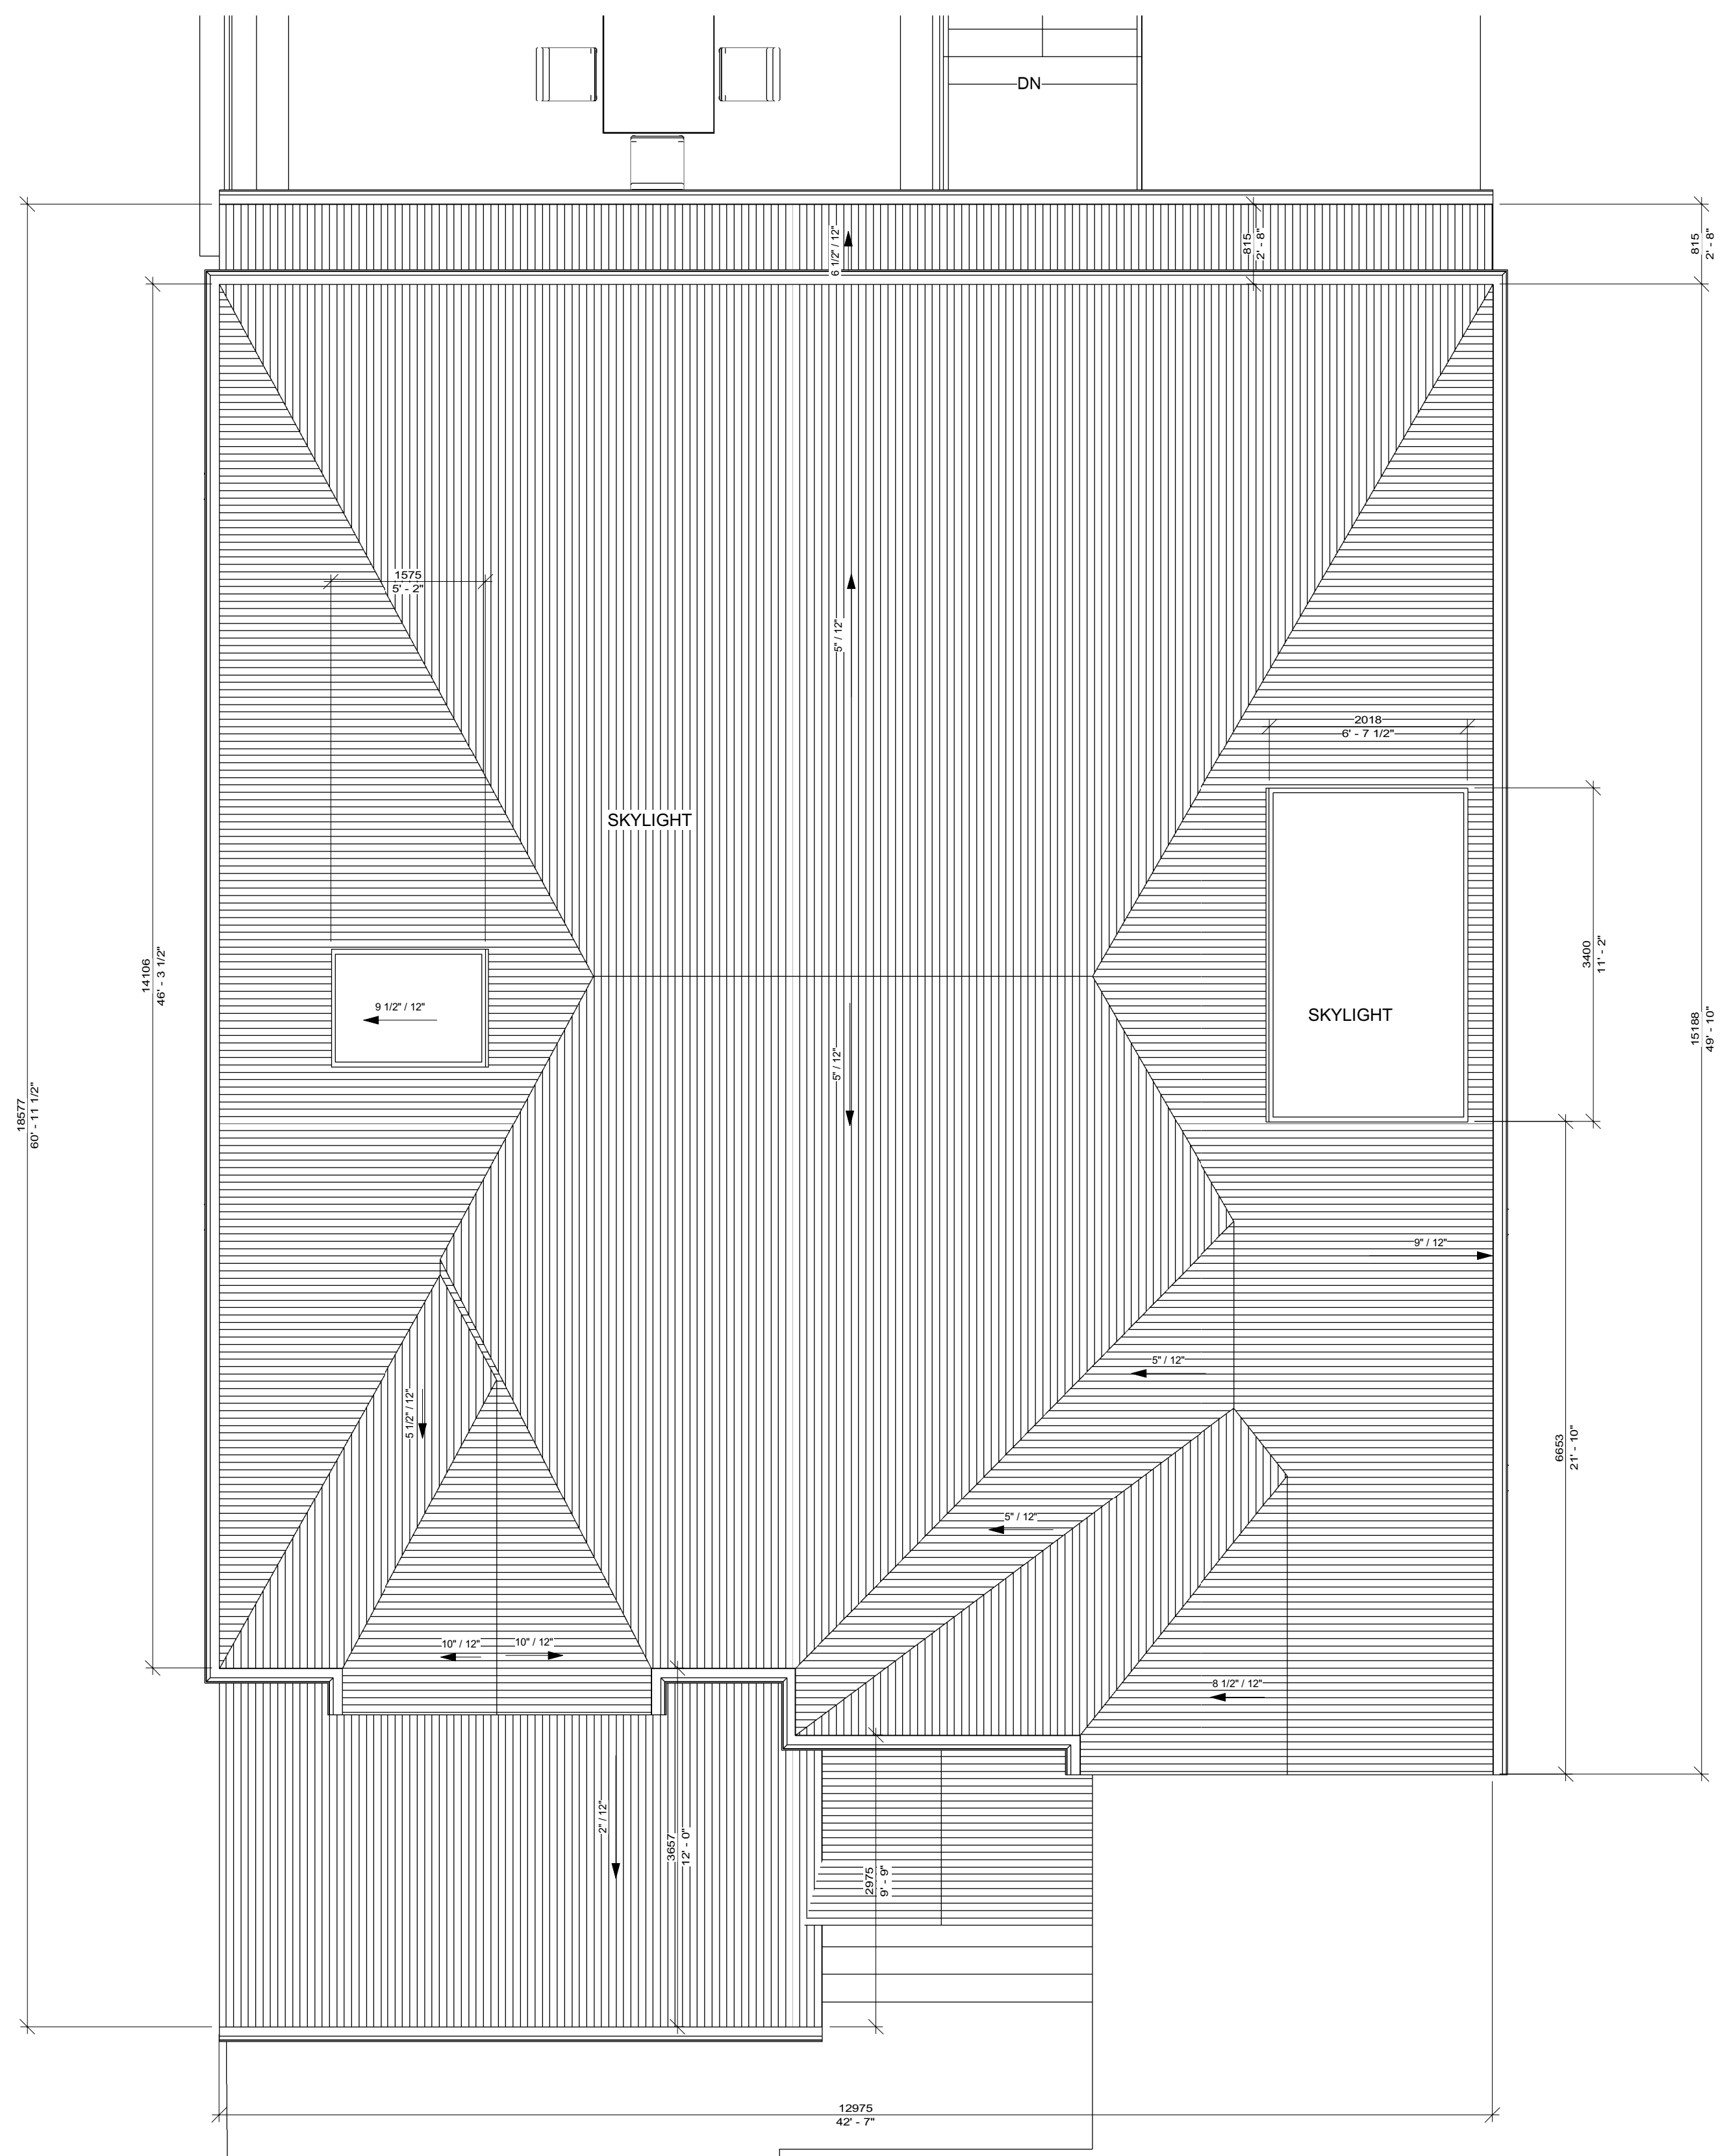 DN
6 1/2" / 12"
815
2' - 8"
815
2' - 8"
1575
5' - 2"
5" / 12"
2018
6' - 7 1/2"
SKYLIGHT
3400
11' - 2"
14106
46' - 3 1/2"
9 1/2" / 12"
SKYLIGHT
15188
49' - 10"
5" / 12"
18577
60' - 11 1/2"
9" / 12"
5" / 12"
5 1/2" / 12"
6653
21' - 10"
5" / 12"
10" / 12"
10" / 12"
8 1/2" / 12"
2" / 12"
3657
12' - 0"
2975
9' - 9"
12975
42' - 7"